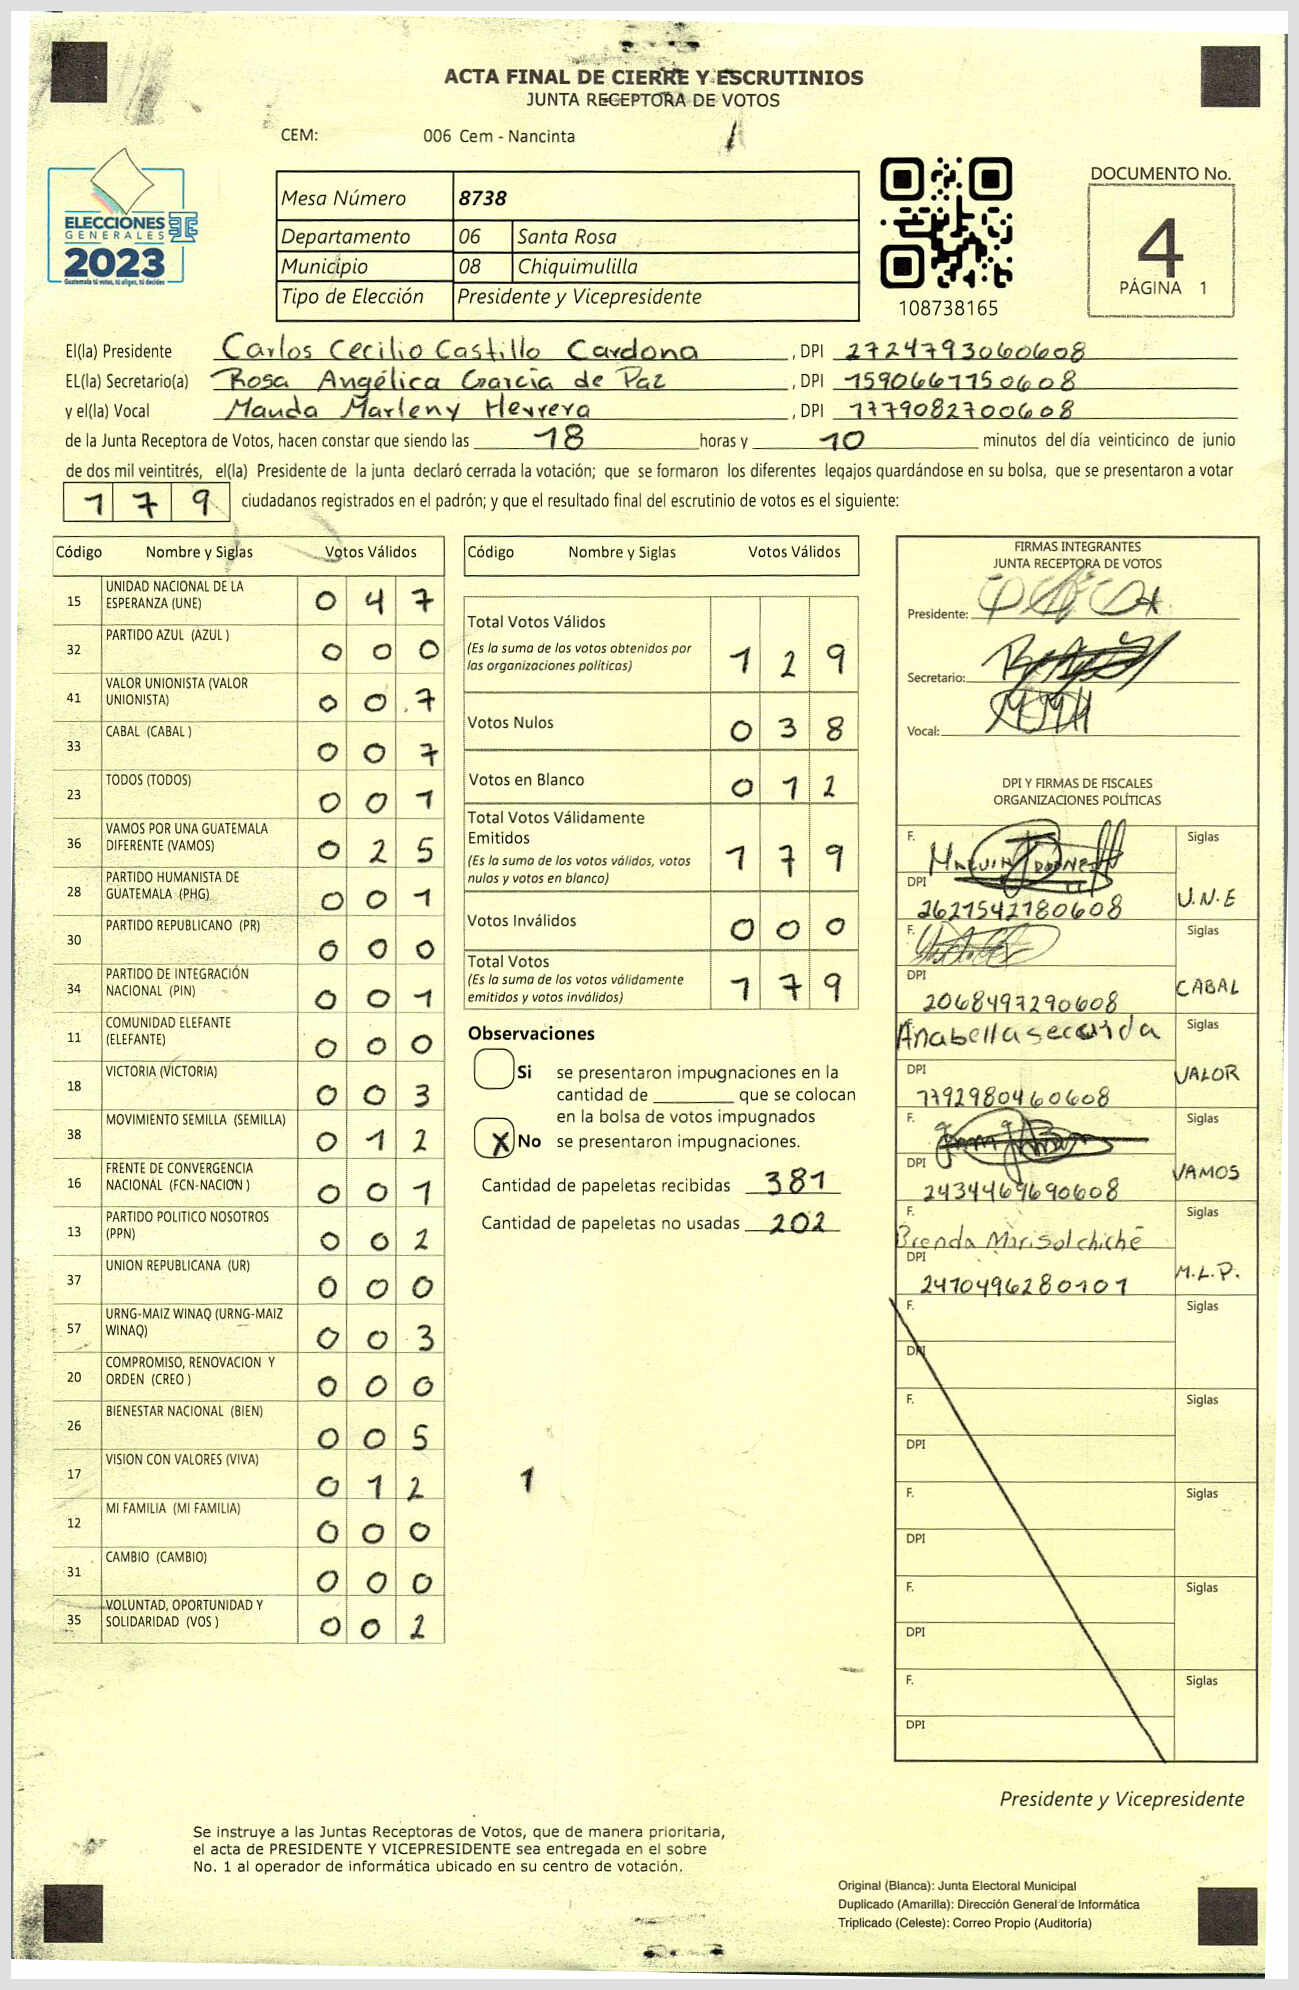 ACTA FINAL DE CIERRE Y ESCRUTINIOS
JUNTA RECEPTORA DE VOTOS
CEM: 006 Cem - Nancinta
ELECCIONES
GENERALES
2023
Guatemala tú votas, tú eliges, tú decides
Mesa Número 8738
Departamento 06 Santa Rosa
Municipio 08 Chiquimulilla
Tipo de Elección Presidente y Vicepresidente
108738165
DOCUMENTO No.
4
PÁGINA 1
El(la) Presidente Carlos Cecilio Castillo Cardona , DPI 2724793060608
EL(la) Secretario(a) Rosa Angélica García de Paz , DPI 1590667750608
y el(la) Vocal Manda Marleny Herrera , DPI 1779082700608
de la Junta Receptora de Votos, hacen constar que siendo las 18 horas y 10 minutos del día veinticinco de junio
de dos mil veintitrés, el(la) Presidente de la junta declaró cerrada la votación; que se formaron los diferentes legajos quardándose en su bolsa, que se presentaron a votar
1 7 9 ciudadanos registrados en el padrón; y que el resultado final del escrutinio de votos es el siguiente:
Código Nombre y Siglas Votos Válidos
15 UNIDAD NACIONAL DE LA ESPERANZA (UNE) 0 4 7
32 PARTIDO AZUL (AZUL ) 0 0 0
41 VALOR UNIONISTA (VALOR UNIONISTA) 0 0 7
33 CABAL (CABAL ) 0 0 7
23 TODOS (TODOS) 0 0 1
36 VAMOS POR UNA GUATEMALA DIFERENTE (VAMOS) 0 2 5
28 PARTIDO HUMANISTA DE GUATEMALA (PHG) 0 0 1
30 PARTIDO REPUBLICANO (PR) 0 0 0
34 PARTIDO DE INTEGRACIÓN NACIONAL (PIN) 0 0 1
11 COMUNIDAD ELEFANTE (ELEFANTE) 0 0 0
18 VICTORIA (VICTORIA) 0 0 3
38 MOVIMIENTO SEMILLA (SEMILLA) 0 1 2
16 FRENTE DE CONVERGENCIA NACIONAL (FCN-NACION ) 0 0 1
13 PARTIDO POLITICO NOSOTROS (PPN) 0 0 2
37 UNION REPUBLICANA (UR) 0 0 0
57 URNG-MAIZ WINAQ (URNG-MAIZ WINAQ) 0 0 3
20 COMPROMISO, RENOVACION Y ORDEN (CREO ) 0 0 0
26 BIENESTAR NACIONAL (BIEN) 0 0 5
17 VISION CON VALORES (VIVA) 0 1 2
12 MI FAMILIA (MI FAMILIA) 0 0 0
31 CAMBIO (CAMBIO) 0 0 0
35 VOLUNTAD, OPORTUNIDAD Y SOLIDARIDAD (VOS ) 0 0 2
Código Nombre y Siglas Votos Válidos
Total Votos Válidos
(Es la suma de los votos obtenidos por
las organizaciones políticas) 1 2 9
Votos Nulos 0 3 8
Votos en Blanco 0 1 2
Total Votos Válidamente
Emitidos
(Es la suma de los votos válidos, votos
nulos y votos en blanco) 1 7 9
Votos Inválidos 0 0 0
Total Votos
(Es la suma de los votos válidamente
emitidos y votos inválidos) 1 7 9
Observaciones
Si se presentaron impugnaciones en la
cantidad de ________ que se colocan
en la bolsa de votos impugnados
X No se presentaron impugnaciones.
Cantidad de papeletas recibidas 381
Cantidad de papeletas no usadas 202
1
FIRMAS INTEGRANTES
JUNTA RECEPTORA DE VOTOS
Presidente:
Secretario:
Vocal:
DPI Y FIRMAS DE FISCALES
ORGANIZACIONES POLÍTICAS
F. Siglas
DPI 2627542780608 U.N.E
F. Siglas
DPI 2068497290608 CABAL
F. Anabella Siglas
DPI 7792980460608 VALOR
F. Siglas
DPI 2434469690608 VAMOS
F. Brenda Marisol chiché Siglas
DPI 2470496280101 M.L.P.
F. Siglas
DPI
F. Siglas
DPI
F. Siglas
DPI
F. Siglas
DPI
F. Siglas
DPI
Presidente y Vicepresidente
Se instruye a las Juntas Receptoras de Votos, que de manera prioritaria,
el acta de PRESIDENTE Y VICEPRESIDENTE sea entregada en el sobre
No. 1 al operador de informática ubicado en su centro de votación.
Original (Blanca): Junta Electoral Municipal
Duplicado (Amarilla): Dirección General de Informática
Triplicado (Celeste): Correo Propio (Auditoría)